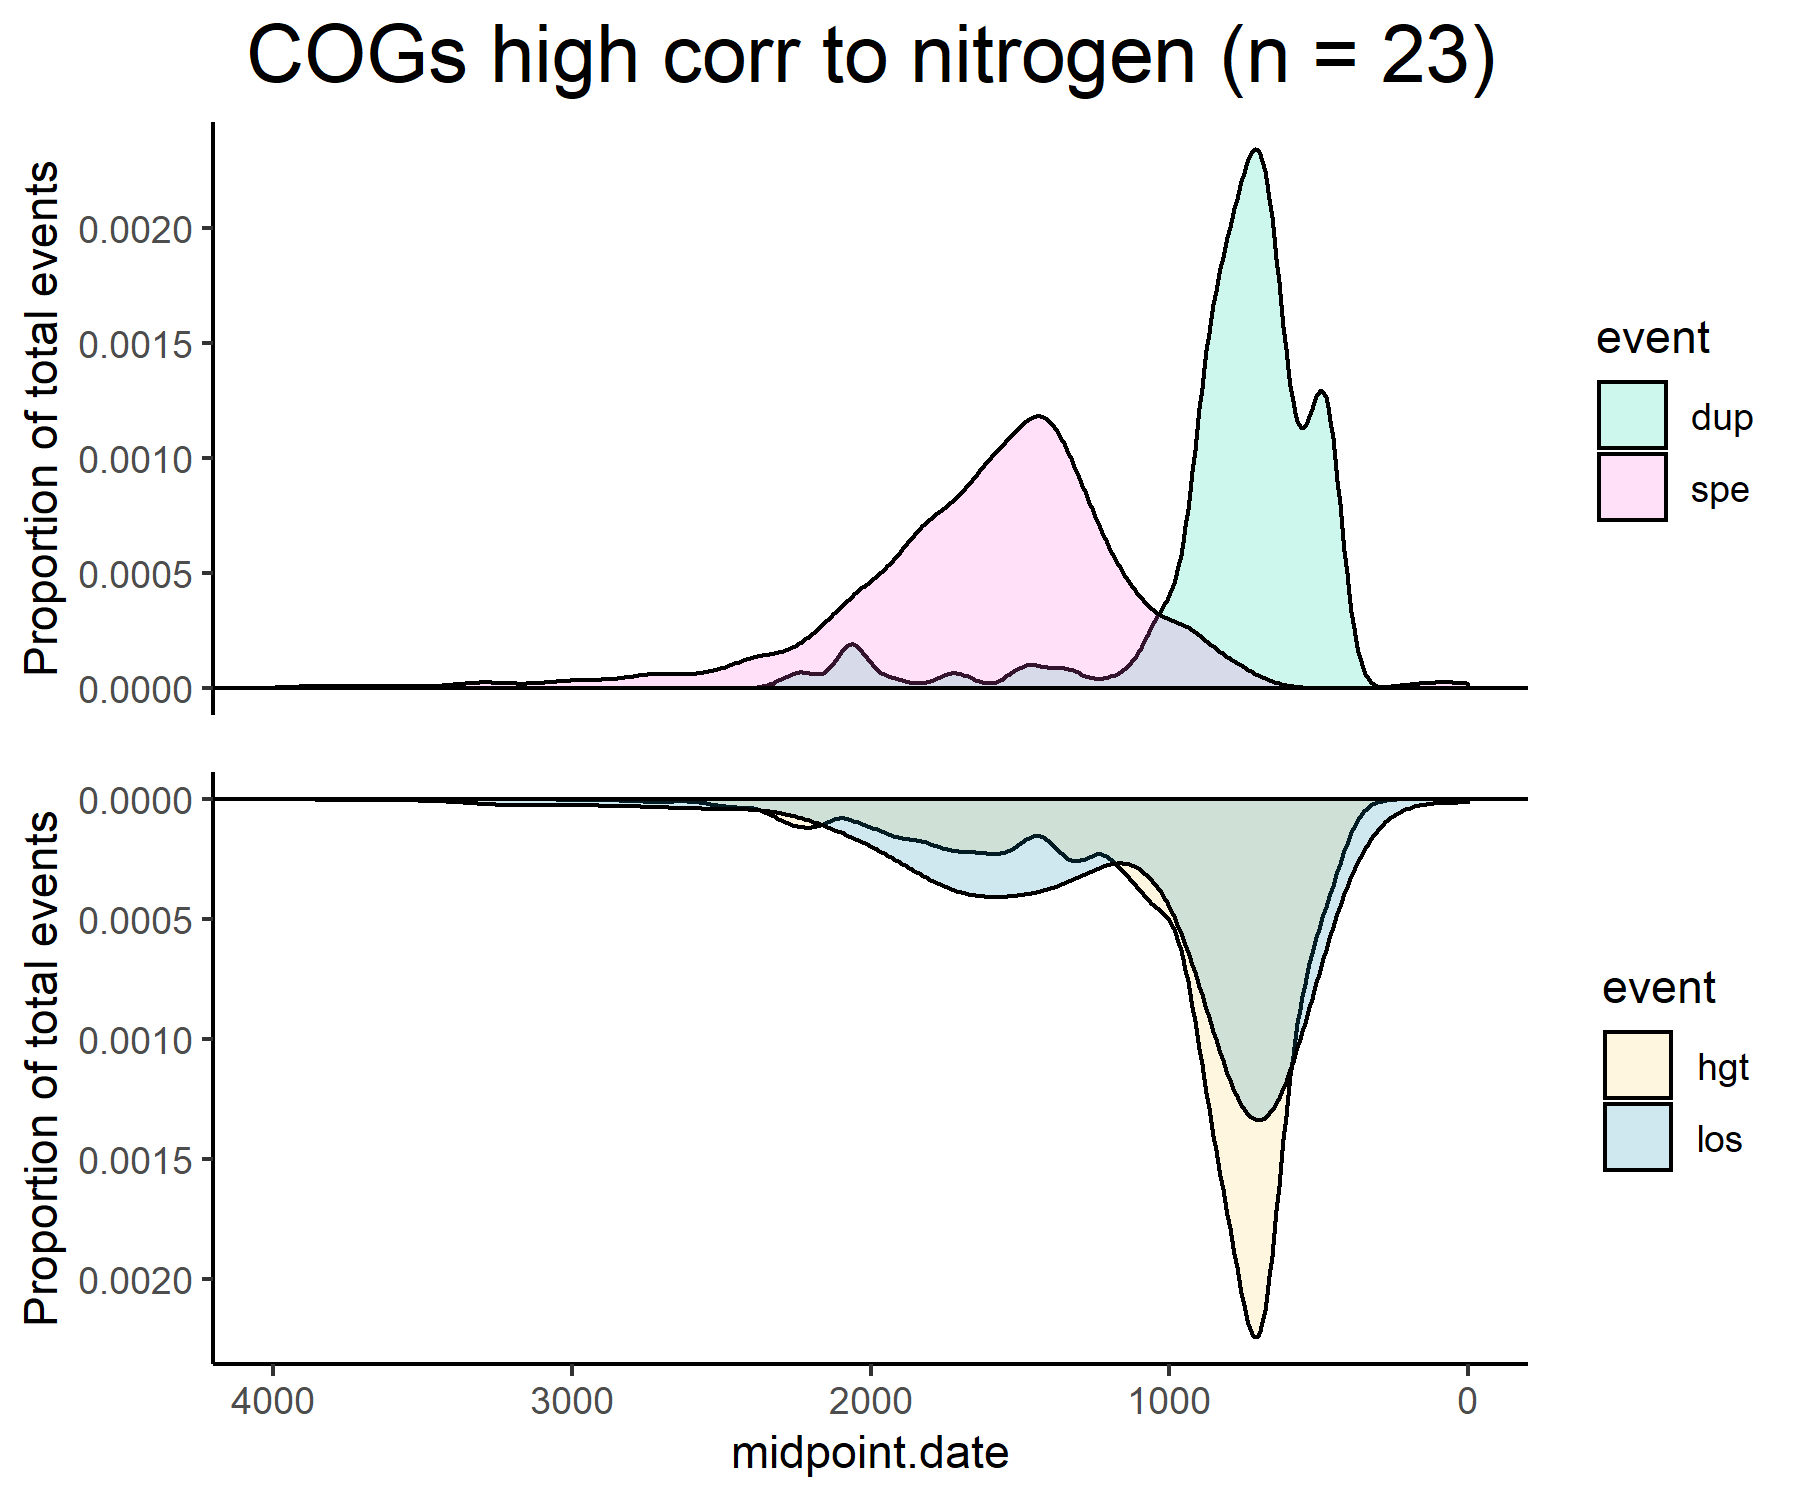 COGs high corr to nitrogen (n = 23)
Proportion of total events
0.0020
0.0015
0.0010
0.0005
0.0000
event
dup
spe
Proportion of total events
0.0000
0.0005
0.0010
0.0015
0.0020
event
hgt
los
4000 3000 2000 1000 0
midpoint.date